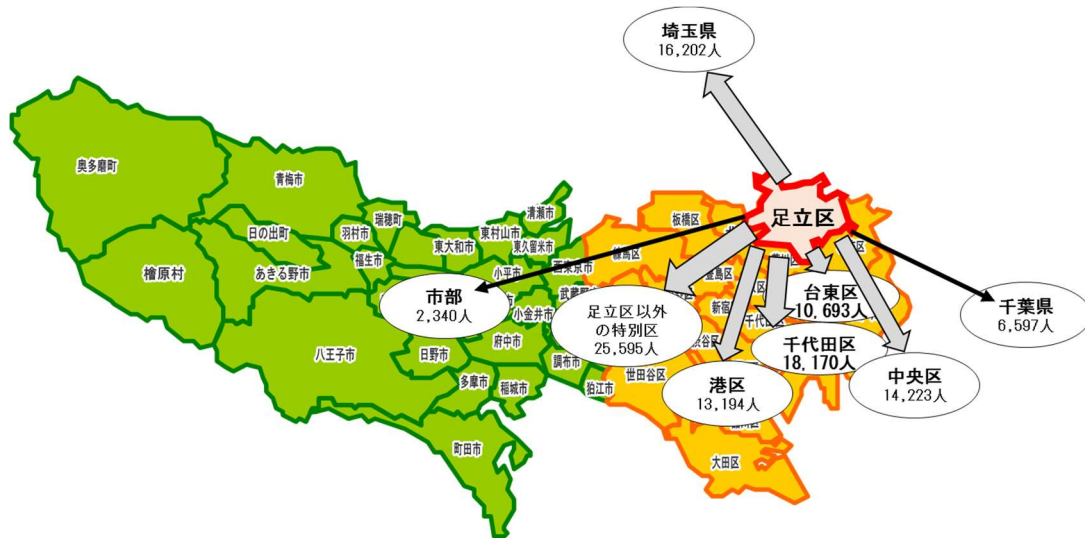 埼玉県
16,202人
奥多磨町
青梅市
瑞穂町
清瀬市
板橋区
足立区
日の出町
羽村市
東大和市
東村山市
東久留米市
練馬区
檜原村
あきる野市
福生市
小平市
西東京市
豊島区
市部
2,340人
小金井市
足立区以外
の特別区
25,595人
台東区
10,693人
千葉県
6,597人
千代田区
18,170人
八王子市
日野市
府中市
調布市
世田谷区
中央区
14,223人
多摩市
稲城市
狛江市
港区
13,194人
町田市
大田区